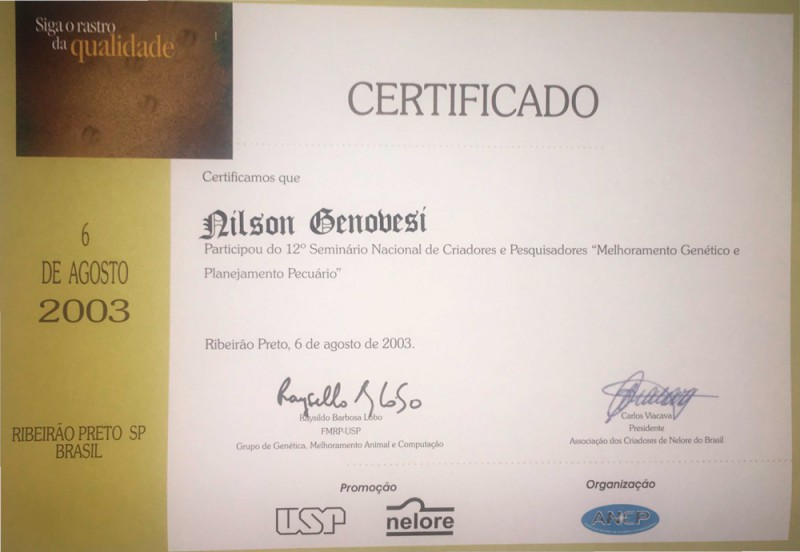 Siga o rastro
da qualidade
CERTIFICADO
Certificamos que
Nilson Genovesi
Participou do 12º Seminário Nacional de Criadores e Pesquisadores “Melhoramento Genético e
Planejamento Pecuário”
6
DE AGOSTO
2003
RIBEIRÃO PRETO SP
BRASIL
Ribeirão Preto, 6 de agosto de 2003.
Raysildo Barbosa Lobo
FMRP-USP
Grupo de Genética, Melhoramento Animal e Computação
Carlos Viacava
Presidente
Associação dos Criadores de Nelore do Brasil
Promoção
USP
nelore
Organização
ANCP